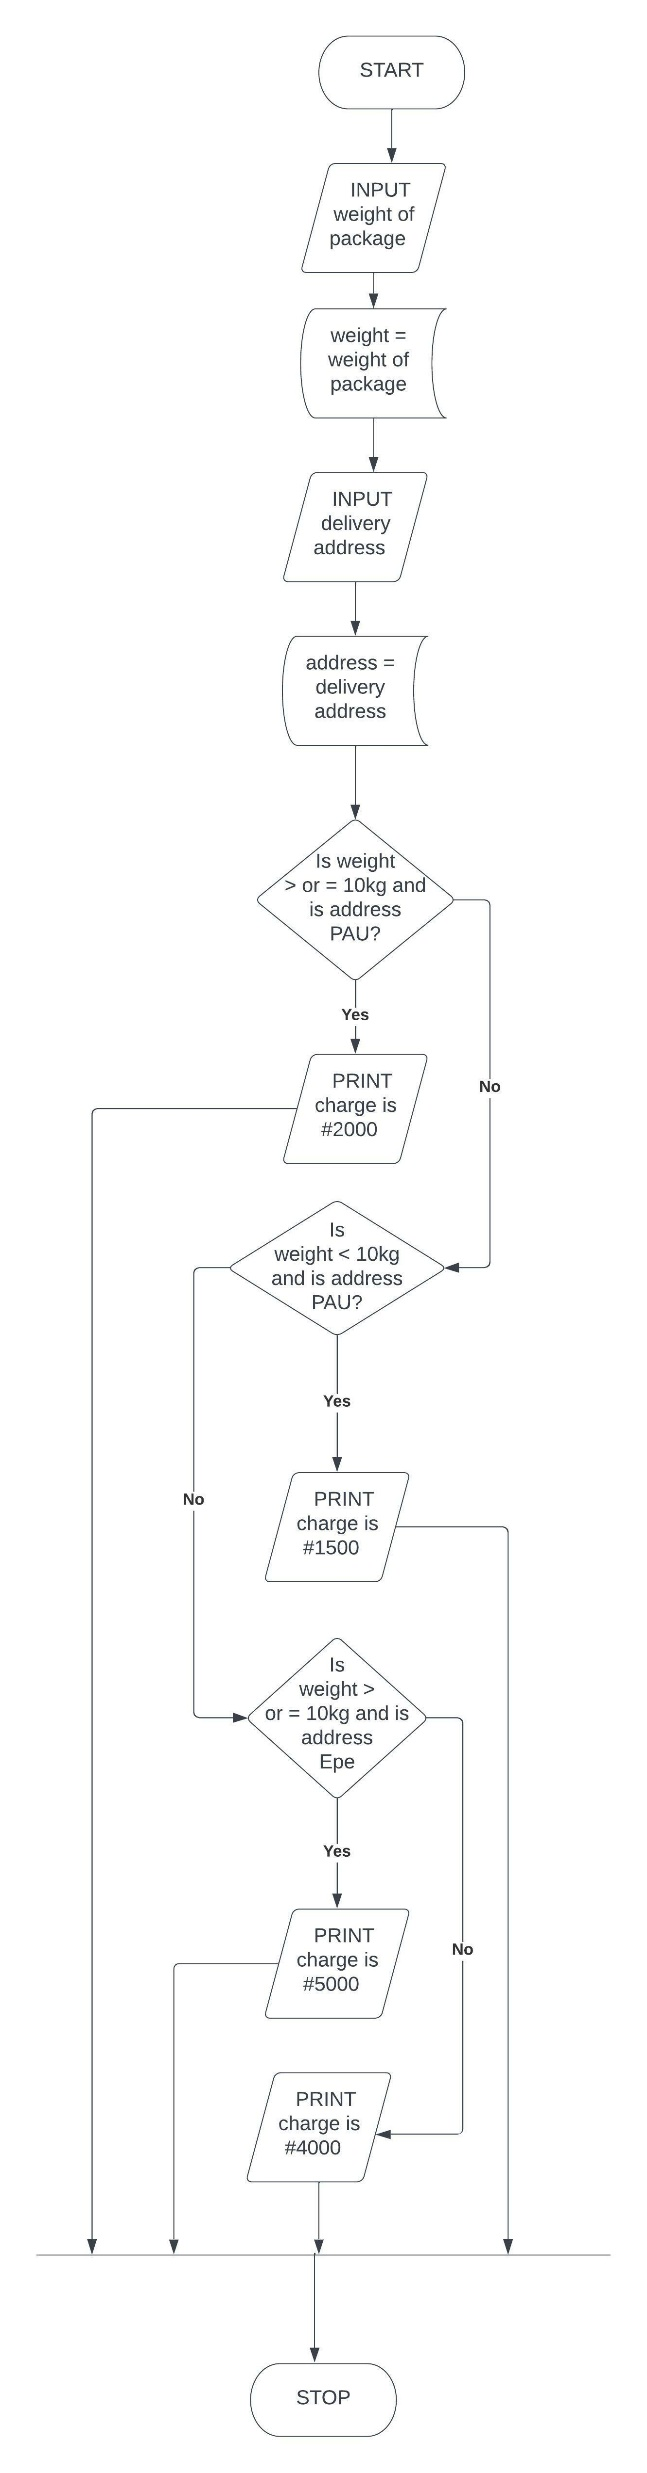 START
INPUT
weight of
package
weight =
weight of
package
INPUT
delivery
address
address =
delivery
address
Is weight
> or = 10kg and
is address
PAU?
Yes
No
PRINT
charge is
#2000
Is
weight < 10kg
and is address
PAU?
Yes
No
PRINT
charge is
#1500
Is
weight >
or = 10kg and is
address
Epe
Yes
No
PRINT
charge is
#5000
PRINT
charge is
#4000
STOP